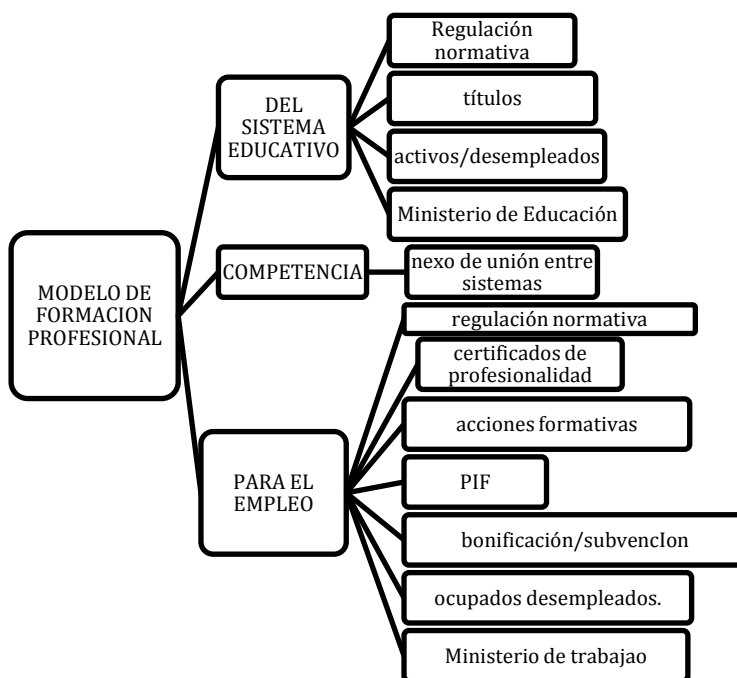 MODELO DE
FORMACION
PROFESIONAL
DEL
SISTEMA
EDUCATIVO
Regulación
normativa
títulos
activos/desempleados
Ministerio de Educación
COMPETENCIA
nexo de unión entre
sistemas
PARA EL
EMPLEO
regulación normativa
certificados de
profesionalidad
acciones formativas
PIF
bonificación/subvencIon
ocupados desempleados.
Ministerio de trabajao